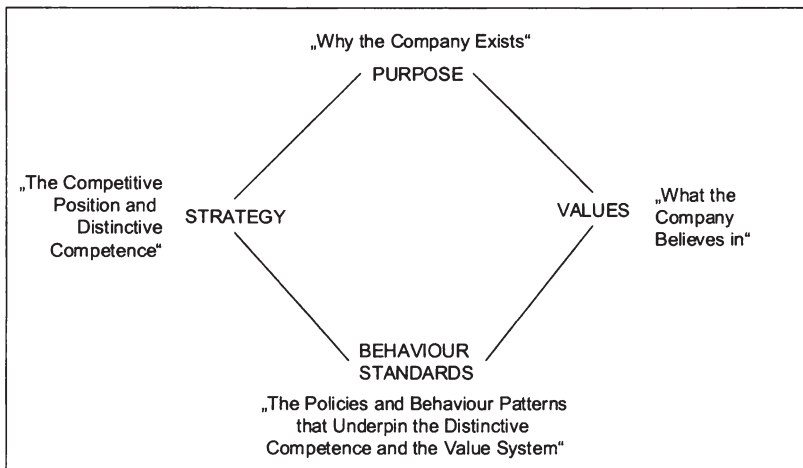 „Why the Company Exists“
PURPOSE
„The Competitive
Position and
Distinctive
Competence“
STRATEGY
VALUES
„What the
Company
Believes in“
BEHAVIOUR
STANDARDS
„The Policies and Behaviour Patterns
that Underpin the Distinctive
Competence and the Value System“